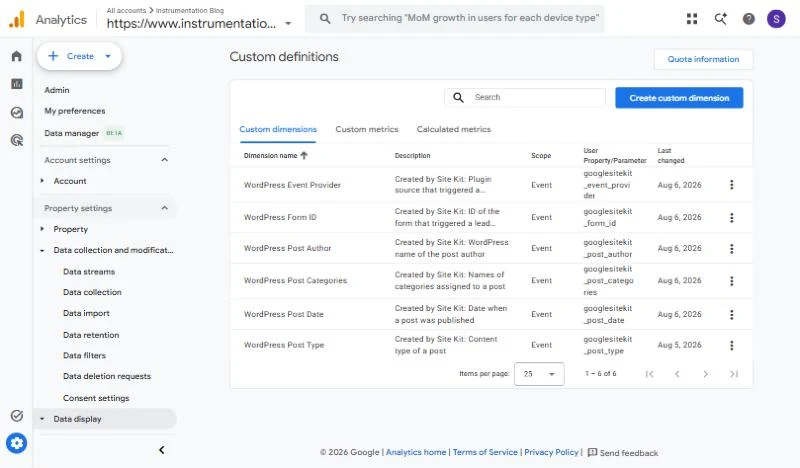 Analytics
All accounts > Instrumentation Blog
https://www.instrumentatio...
Try searching "MoM growth in users for each device type"
S
Create
Admin
My preferences
Data manager BETA
Account settings
Account
Property settings
Property
Data collection and modificat...
Data streams
Data collection
Data import
Data retention
Data filters
Data deletion requests
Consent settings
Data display
Custom definitions
Quota information
Search
Create custom dimension
Custom dimensions Custom metrics Calculated metrics
Dimension name Description Scope User Property/Parameter Last changed
WordPress Event Provider Created by Site Kit: Plugin source that triggered a... Event googlesitekit_event_provider Aug 6, 2026
WordPress Form ID Created by Site Kit: ID of the form that triggered a lead... Event googlesitekit_form_id Aug 6, 2026
WordPress Post Author Created by Site Kit: WordPress name of the post author Event googlesitekit_post_author Aug 6, 2026
WordPress Post Categories Created by Site Kit: Names of categories assigned to a post Event googlesitekit_post_categories Aug 6, 2026
WordPress Post Date Created by Site Kit: Date when a post was published Event googlesitekit_post_date Aug 6, 2026
WordPress Post Type Created by Site Kit: Content type of a post Event googlesitekit_post_type Aug 5, 2026
Items per page: 25 1 – 6 of 6
© 2026 Google | Analytics home | Terms of Service | Privacy Policy | Send feedback